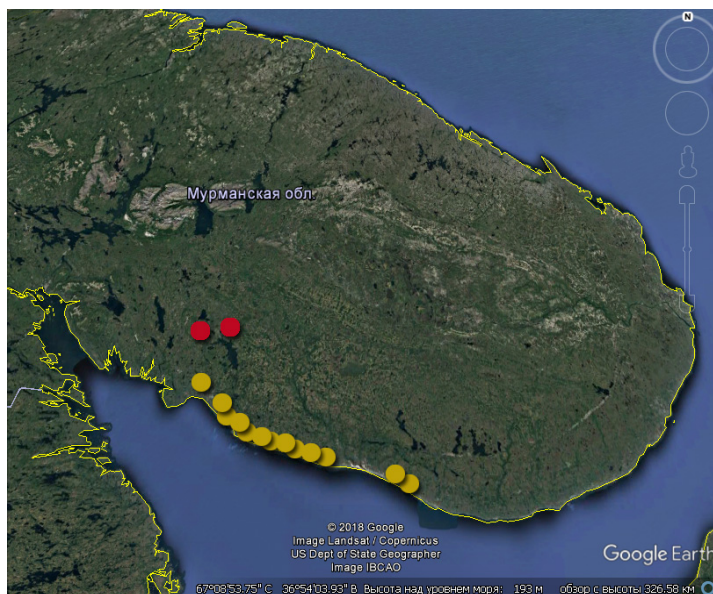 N
Мурманская обл.
© 2018 Google
Image Landsat / Copernicus
US Dept of State Geographer
Image IBCAO
Google Earth
67°08'53.75" С 36°54'03.93" В Высота над уровнем моря: 193 м обзор с высоты 326.58 км